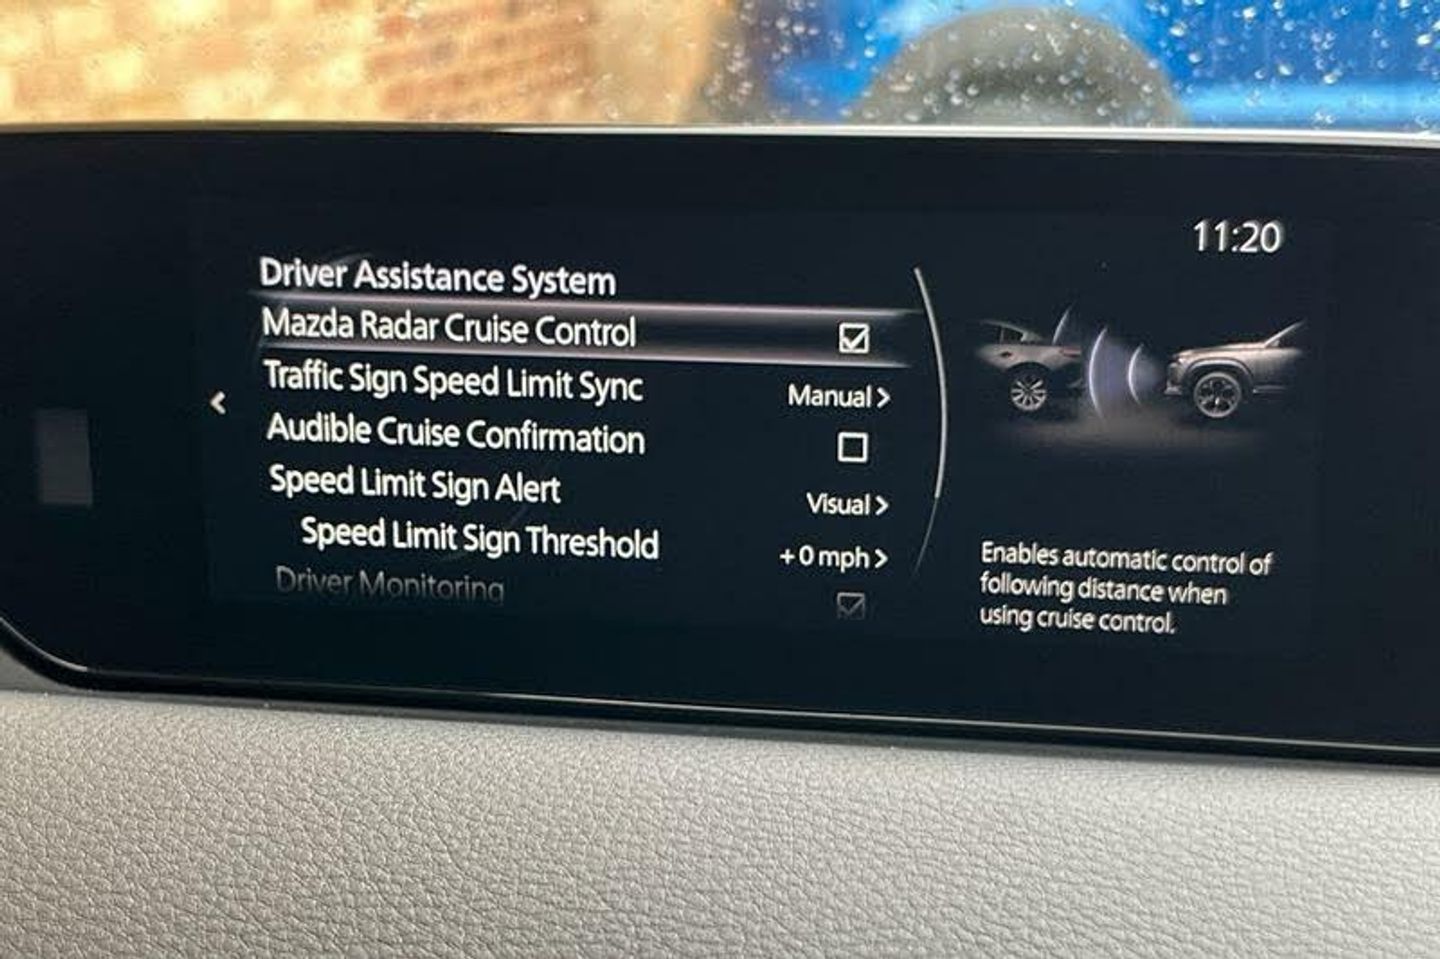 11:20
Driver Assistance System
Mazda Radar Cruise Control
Traffic Sign Speed Limit Sync Manual >
Audible Cruise Confirmation
Speed Limit Sign Alert Visual >
Speed Limit Sign Threshold +0 mph >
Driver Monitoring
Enables automatic control of
following distance when
using cruise control.